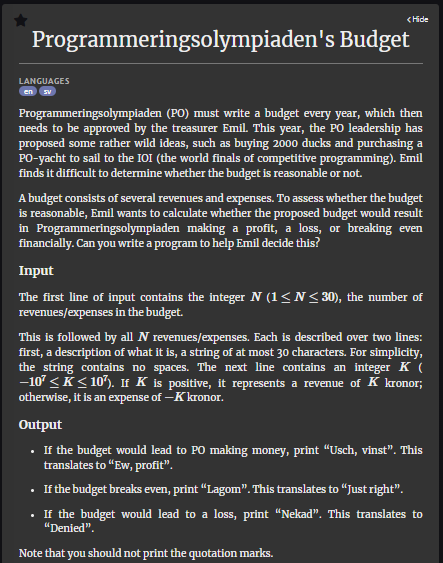 < Hide
Programmeringsolympiaden's Budget
LANGUAGES
en sv
Programmeringsolympiaden (PO) must write a budget every year, which then
needs to be approved by the treasurer Emil. This year, the PO leadership has
proposed some rather wild ideas, such as buying 2000 ducks and purchasing a
PO-yacht to sail to the IOI (the world finals of competitive programming). Emil
finds it difficult to determine whether the budget is reasonable or not.
A budget consists of several revenues and expenses. To assess whether the budget
is reasonable, Emil wants to calculate whether the proposed budget would result
in Programmeringsolympiaden making a profit, a loss, or breaking even
financially. Can you write a program to help Emil decide this?
Input
The first line of input contains the integer N (1 ≤ N ≤ 30), the number of
revenues/expenses in the budget.
This is followed by all N revenues/expenses. Each is described over two lines:
first, a description of what it is, a string of at most 30 characters. For simplicity,
the string contains no spaces. The next line contains an integer K (
−10⁷ ≤ K ≤ 10⁷). If K is positive, it represents a revenue of K kronor;
otherwise, it is an expense of −K kronor.
Output
• If the budget would lead to PO making money, print “Usch, vinst”. This
translates to “Ew, profit”.
• If the budget breaks even, print “Lagom”. This translates to “Just right”.
• If the budget would lead to a loss, print “Nekad”. This translates to
“Denied”.
Note that you should not print the quotation marks.